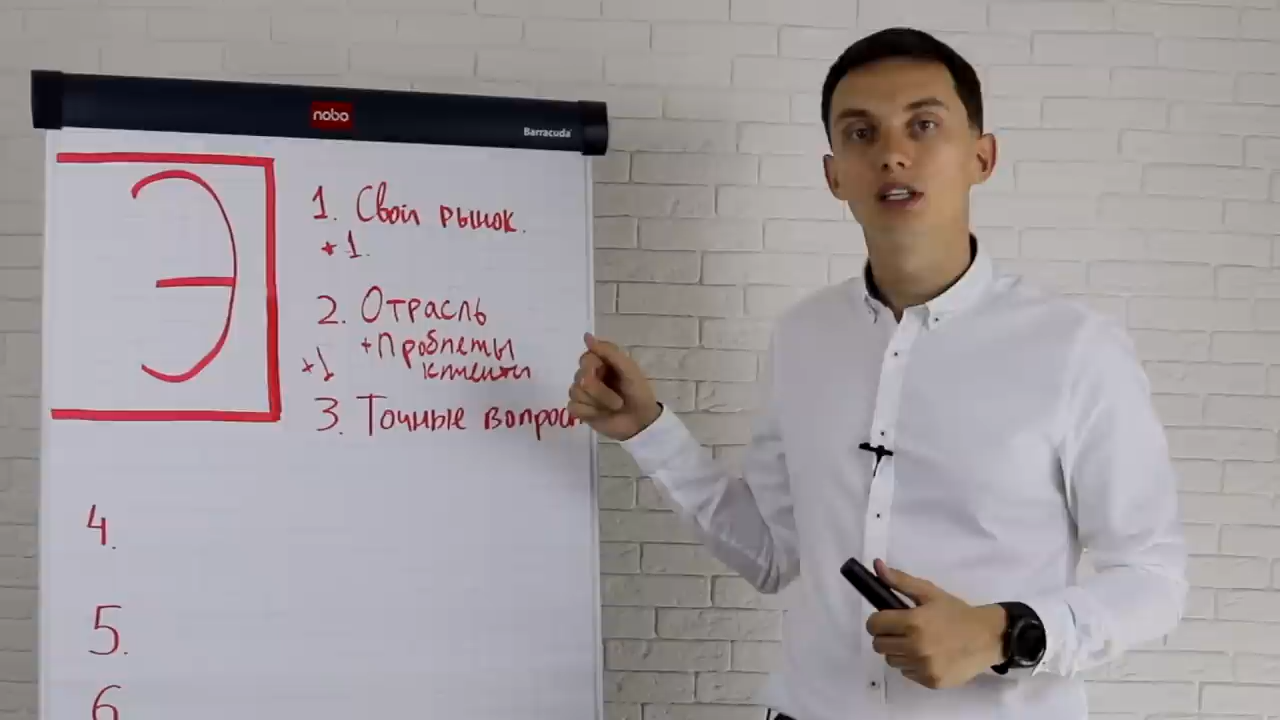 nobo
Barracuda
Э
1. Свой рынок.
+1.
2. Отрасль
+Проблемы
клиента
+1
3. Точные вопросы
4.
5.
6